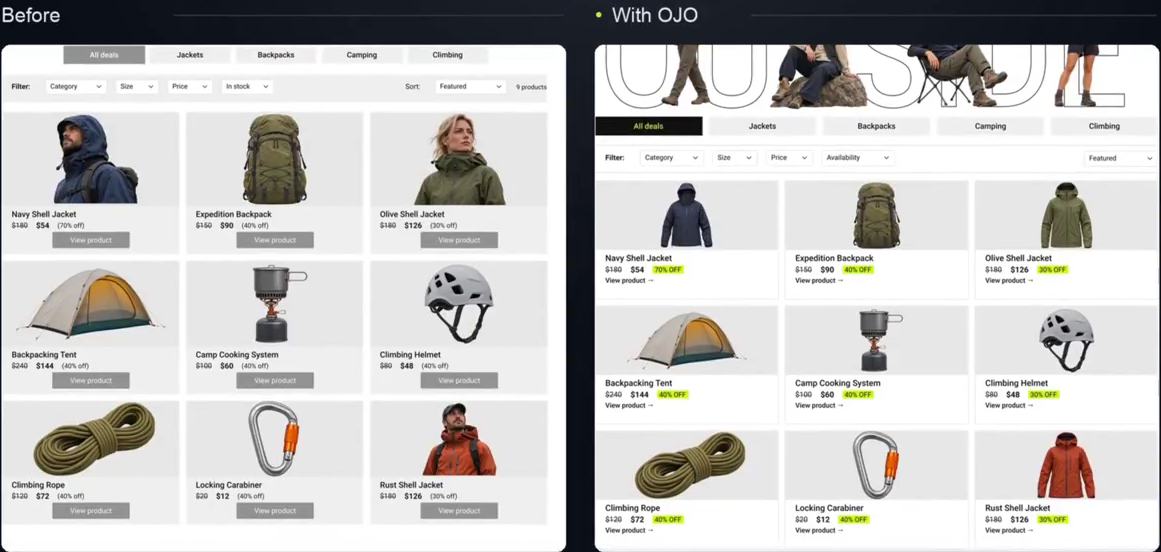 Before
All deals Jackets Backpacks Camping Climbing
Filter: Category Size Price In stock Sort: Featured 9 products
Navy Shell Jacket Expedition Backpack Olive Shell Jacket
$180 $54 (70% off) $150 $90 (40% off) $180 $126 (30% off)
View product View product View product
Backpacking Tent Camp Cooking System Climbing Helmet
$240 $144 (40% off) $100 $60 (40% off) $80 $48 (40% off)
View product View product View product
Climbing Rope Locking Carabiner Rust Shell Jacket
$120 $72 (40% off) $20 $12 (40% off) $180 $126 (30% off)
View product View product View product
With OJO
OUTSIDE
All deals Jackets Backpacks Camping Climbing
Filter: Category Size Price Availability Featured
Navy Shell Jacket Expedition Backpack Olive Shell Jacket
$180 $54 70% OFF $150 $90 40% OFF $180 $126 30% OFF
View product → View product → View product →
Backpacking Tent Camp Cooking System Climbing Helmet
$240 $144 40% OFF $100 $60 40% OFF $80 $48 30% OFF
View product → View product → View product →
Climbing Rope Locking Carabiner Rust Shell Jacket
$120 $72 40% OFF $20 $12 40% OFF $180 $126 30% OFF
View product → View product → View product →